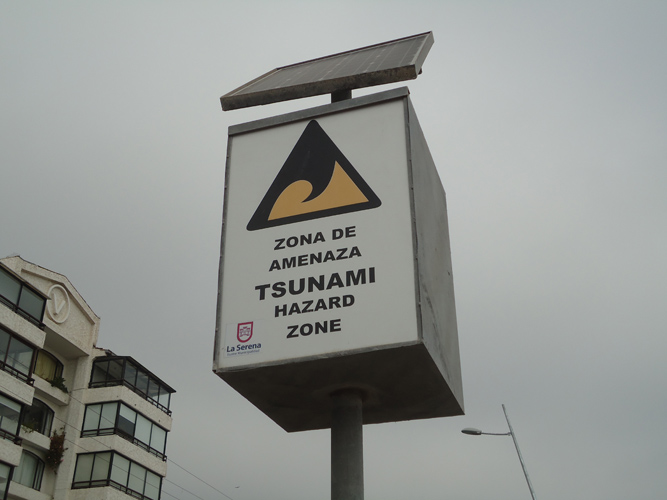 ZONA DE
AMENAZA
TSUNAMI
HAZARD
ZONE
La Serena